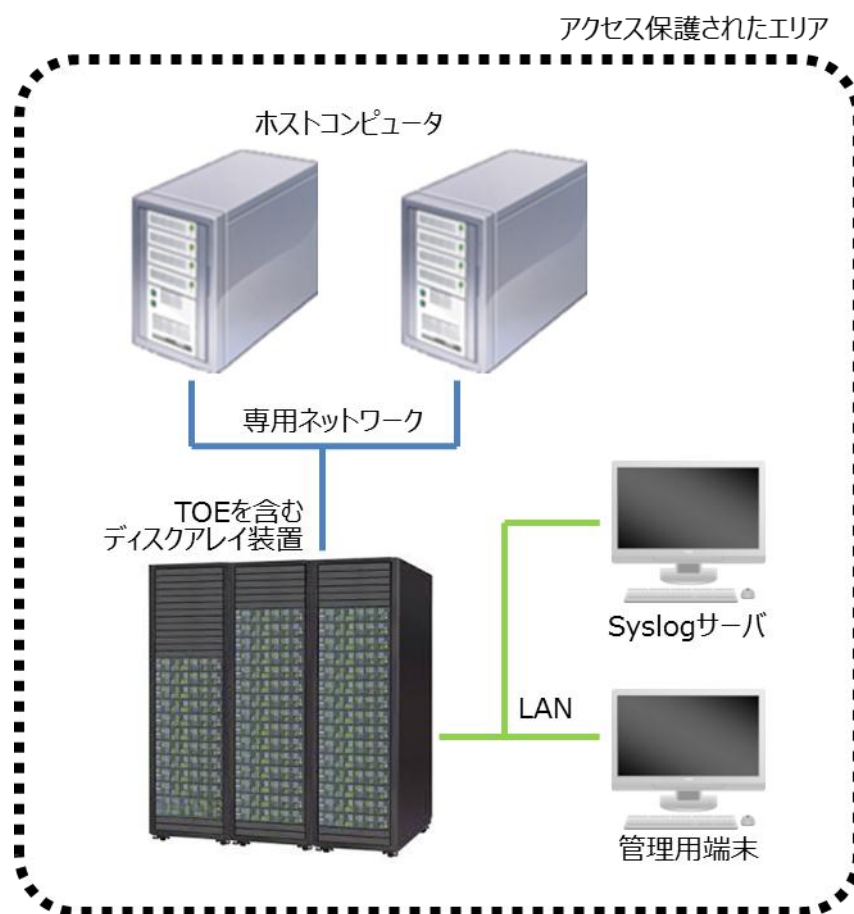 アクセス保護されたエリア
ホストコンピュータ
専用ネットワーク
TOEを含む
ディスクアレイ装置
Syslogサーバ
LAN
管理用端末